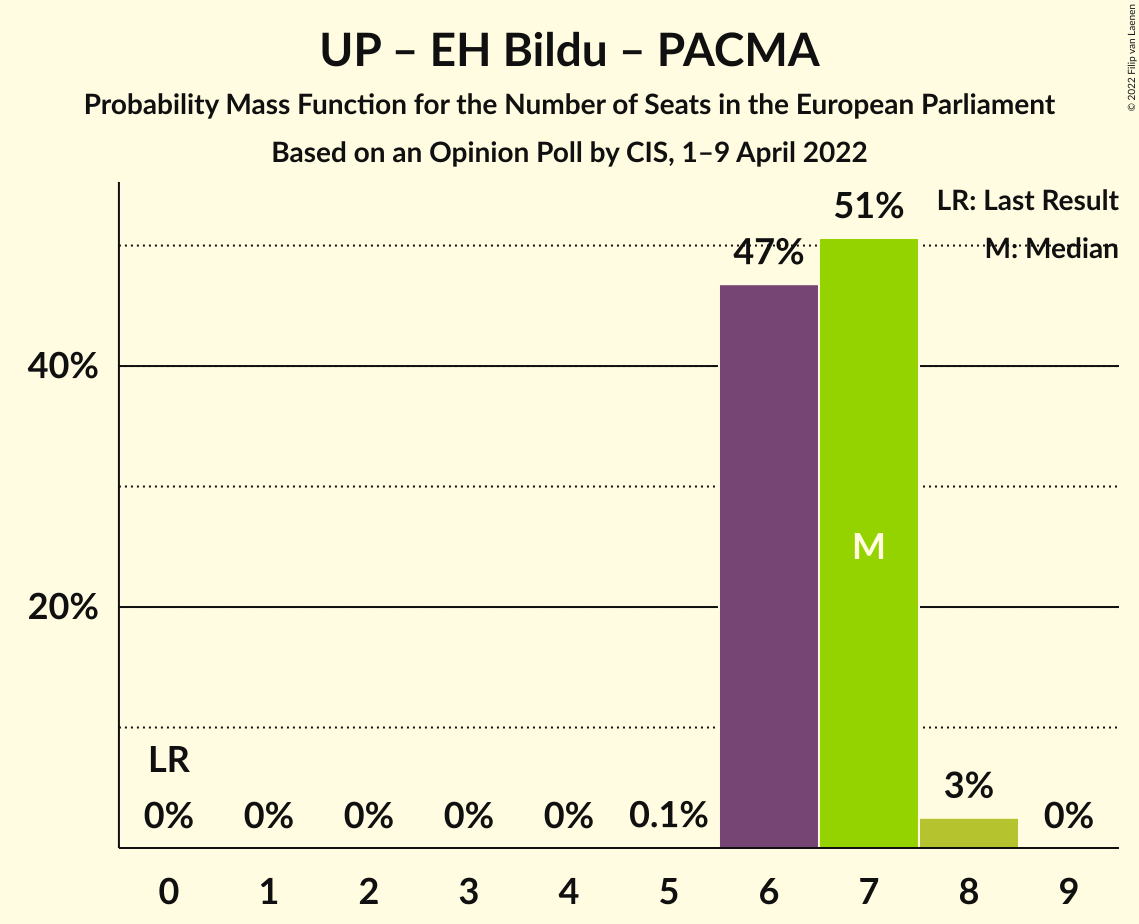 UP – EH Bildu – PACMA
Probability Mass Function for the Number of Seats in the European Parliament
Based on an Opinion Poll by CIS, 1–9 April 2022
© 2022 Filip van Laenen
LR: Last Result
M: Median
51%
47%
40%
M
20%
LR
3%
0% 0% 0% 0% 0% 0.1% 0%
0 1 2 3 4 5 6 7 8 9